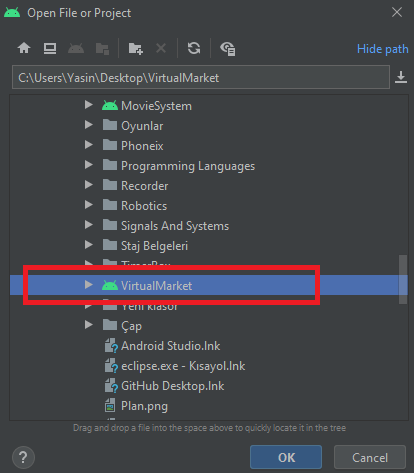 Open File or Project
Hide path
C:\Users\Yasin\Desktop\VirtualMarket
MovieSystem
Oyunlar
Phoneix
Programming Languages
Recorder
Robotics
Signals And Systems
Staj Belgeleri
TimerBox
VirtualMarket
Yeni klasör
Çap
Android Studio.lnk
eclipse.exe - Kısayol.lnk
GitHub Desktop.lnk
Plan.png
Drag and drop a file into the space above to quickly locate it in the tree
?
OK
Cancel